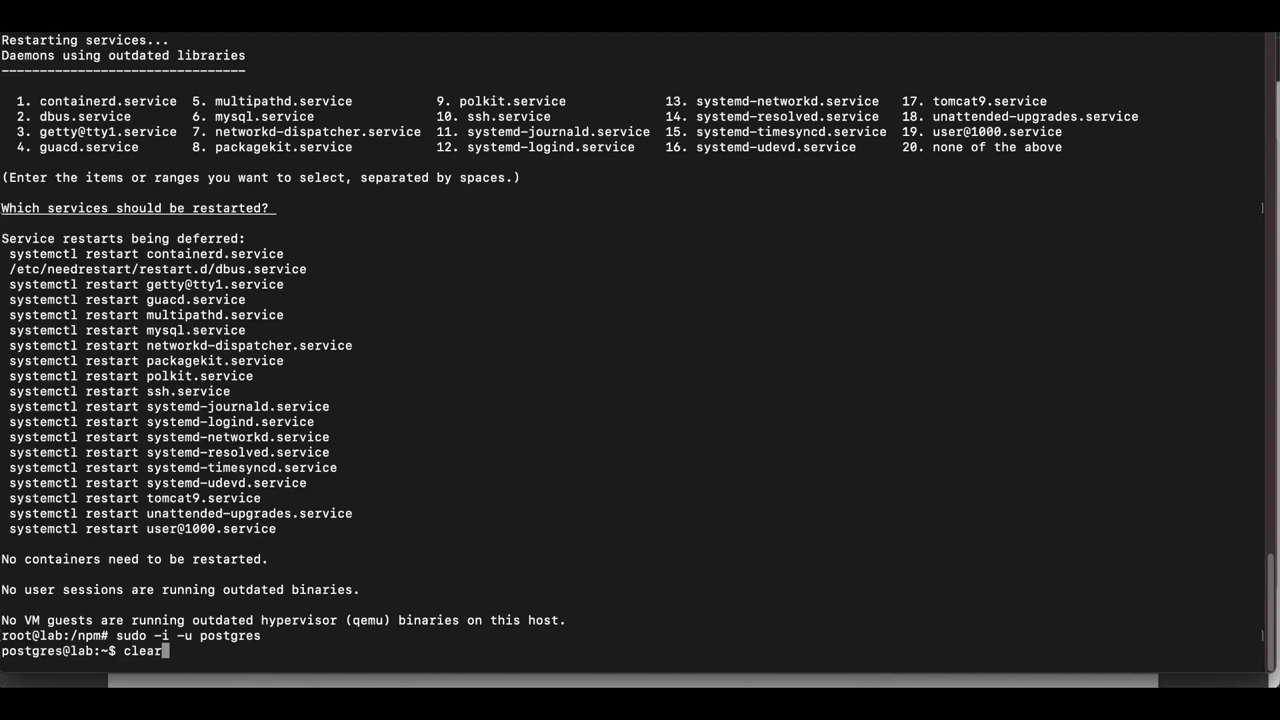 Restarting services...
Daemons using outdated libraries
--------------------------------
1. containerd.service 5. multipathd.service 9. polkit.service 13. systemd-networkd.service 17. tomcat9.service
2. dbus.service 6. mysql.service 10. ssh.service 14. systemd-resolved.service 18. unattended-upgrades.service
3. getty@tty1.service 7. networkd-dispatcher.service 11. systemd-journald.service 15. systemd-timesyncd.service 19. user@1000.service
4. guacd.service 8. packagekit.service 12. systemd-logind.service 16. systemd-udevd.service 20. none of the above
(Enter the items or ranges you want to select, separated by spaces.)
Which services should be restarted? ]
Service restarts being deferred:
systemctl restart containerd.service
/etc/needrestart/restart.d/dbus.service
systemctl restart getty@tty1.service
systemctl restart guacd.service
systemctl restart multipathd.service
systemctl restart mysql.service
systemctl restart networkd-dispatcher.service
systemctl restart packagekit.service
systemctl restart polkit.service
systemctl restart ssh.service
systemctl restart systemd-journald.service
systemctl restart systemd-logind.service
systemctl restart systemd-networkd.service
systemctl restart systemd-resolved.service
systemctl restart systemd-timesyncd.service
systemctl restart systemd-udevd.service
systemctl restart tomcat9.service
systemctl restart unattended-upgrades.service
systemctl restart user@1000.service
No containers need to be restarted.
No user sessions are running outdated binaries.
No VM guests are running outdated hypervisor (qemu) binaries on this host.
root@lab:/npm# sudo -i -u postgres ]
postgres@lab:~$ clear